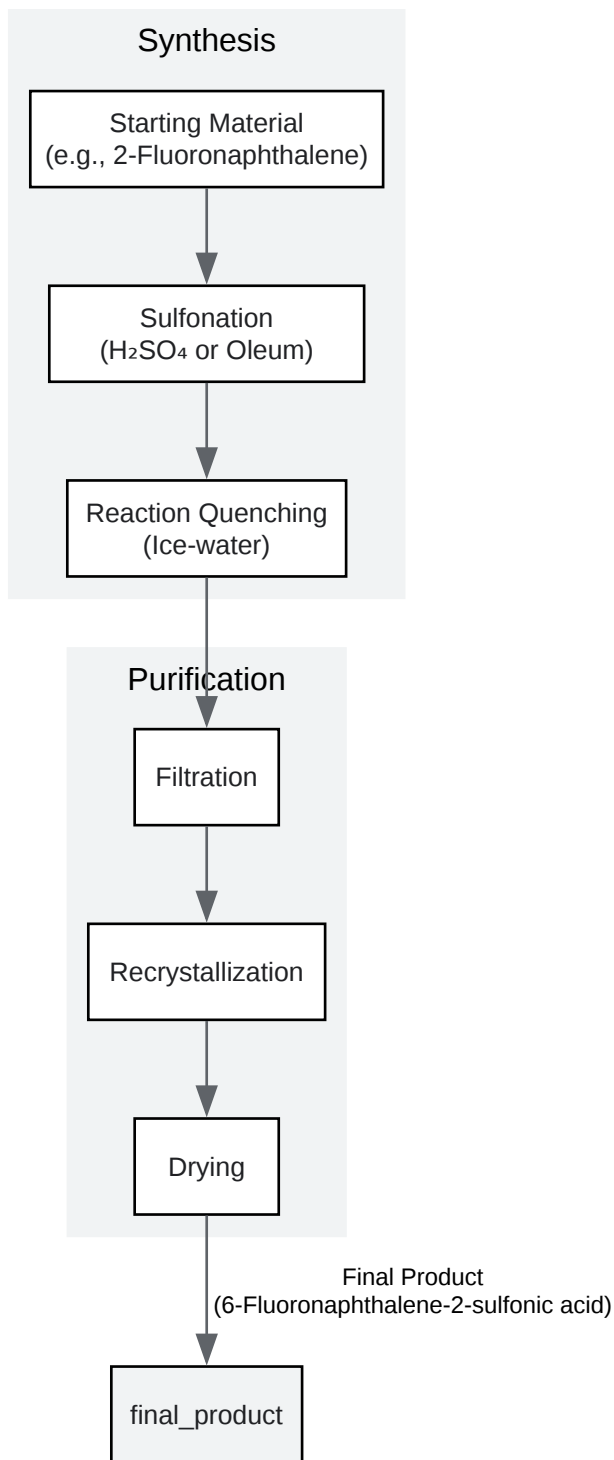 Synthesis
Starting Material
(e.g., 2-Fluoronaphthalene)
Sulfonation
(H₂SO₄ or Oleum)
Reaction Quenching
(Ice-water)
Purification
Filtration
Recrystallization
Drying
Final Product
(6-Fluoronaphthalene-2-sulfonic acid)
final_product